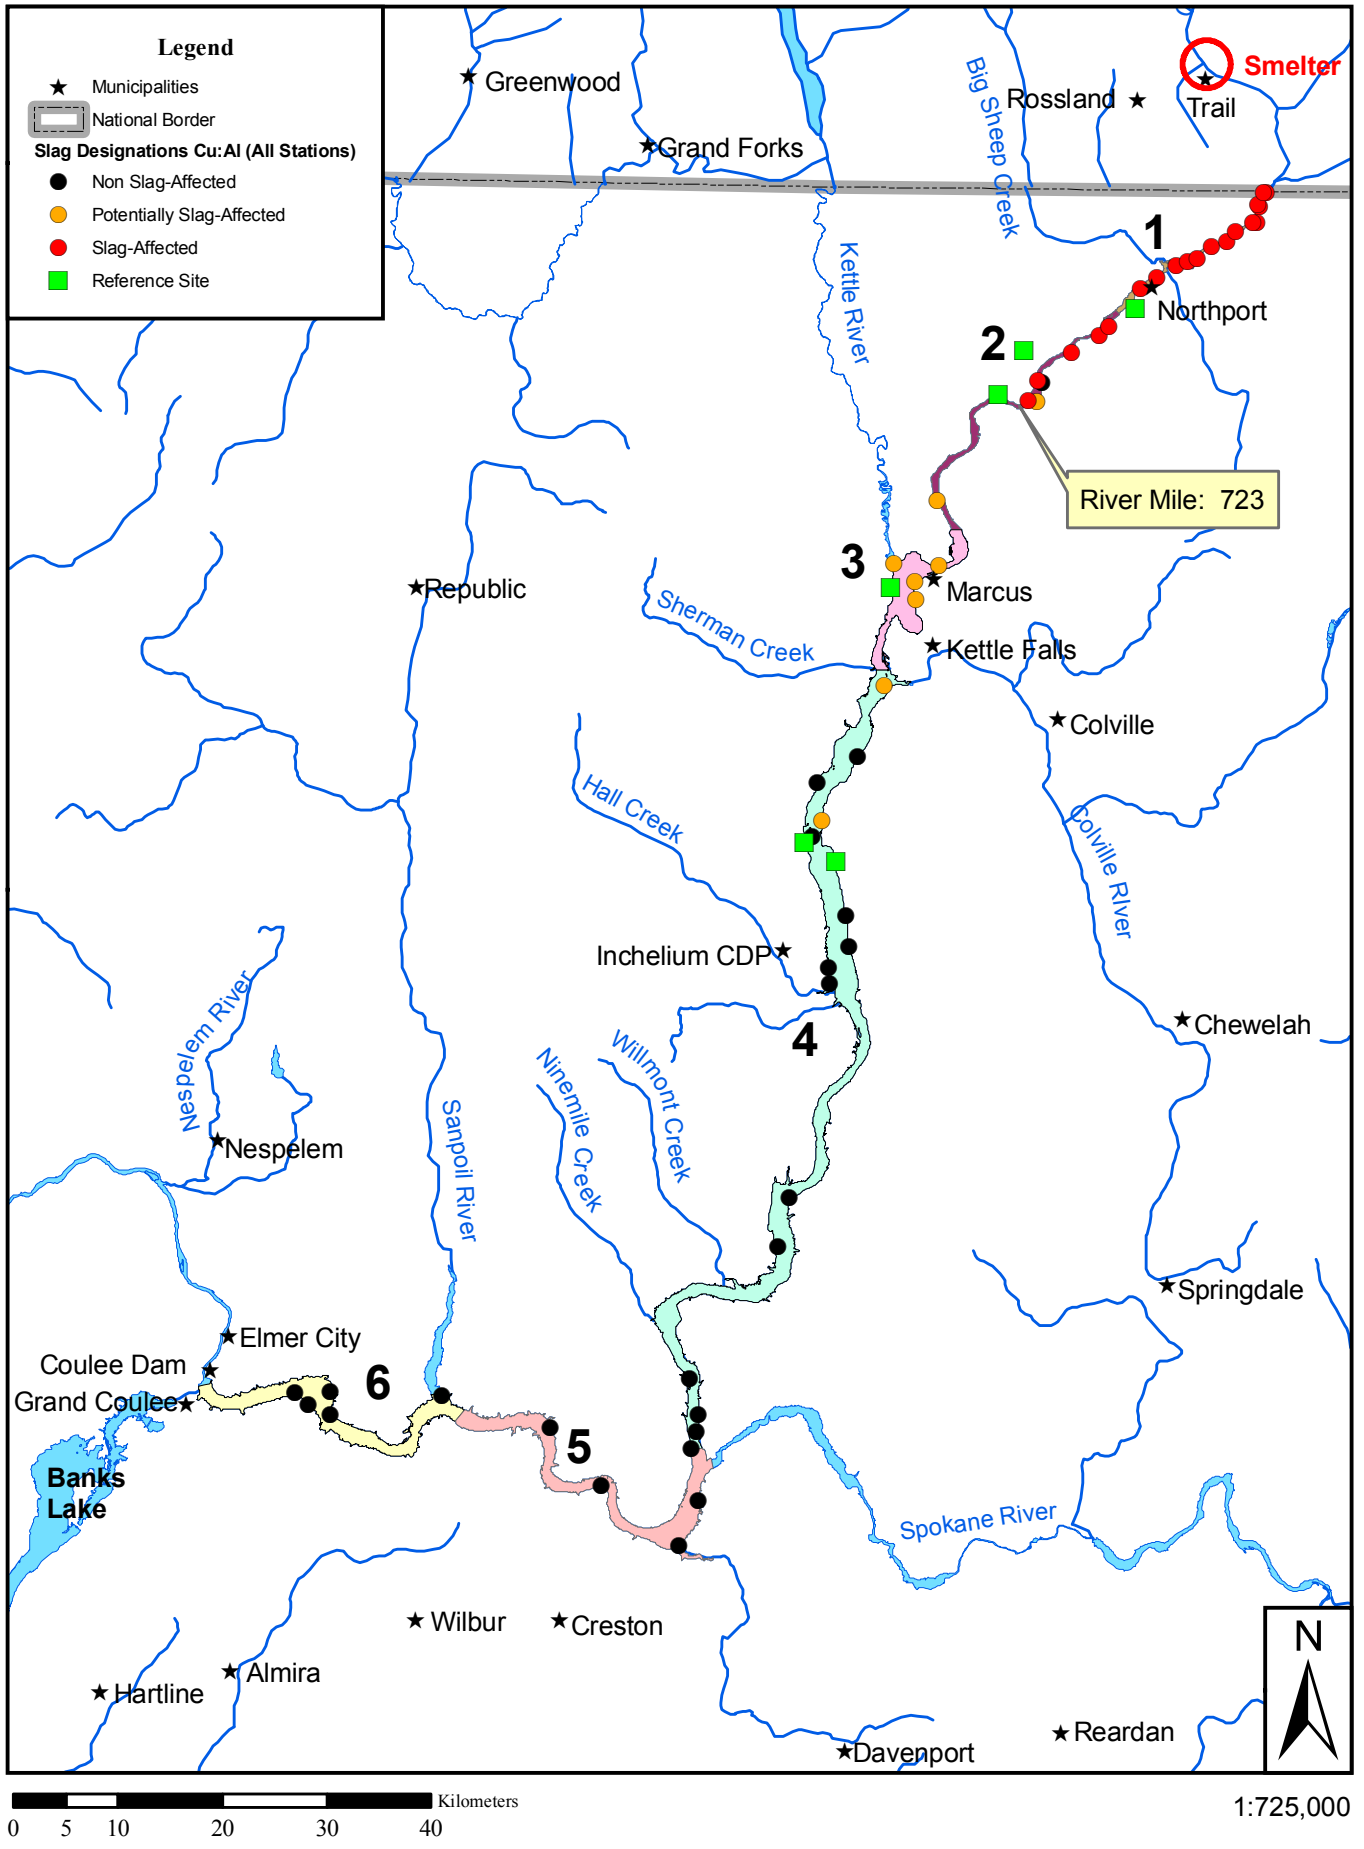 Legend
Municipalities
National Border
Slag Designations Cu:Al (All Stations)
Non Slag-Affected
Potentially Slag-Affected
Slag-Affected
Reference Site
Greenwood
Grand Forks
Big Sheep Creek
Rossland
Smelter
Trail
1
Northport
Kettle River
2
River Mile: 723
3
Marcus
Republic
Sherman Creek
Kettle Falls
Colville
Hall Creek
Colville RIver
Inchelium CDP
Nespelem River
4
Chewelah
Ninemile Creek
Willmont Creek
Nespelem
Sanpoil River
Springdale
Elmer City
Coulee Dam
Grand Coulee
6
5
Banks
Lake
Spokane River
Wilbur
Creston
Almira
Hartline
N
Reardan
Davenport
Kilometers
0 5 10 20 30 40
1:725,000